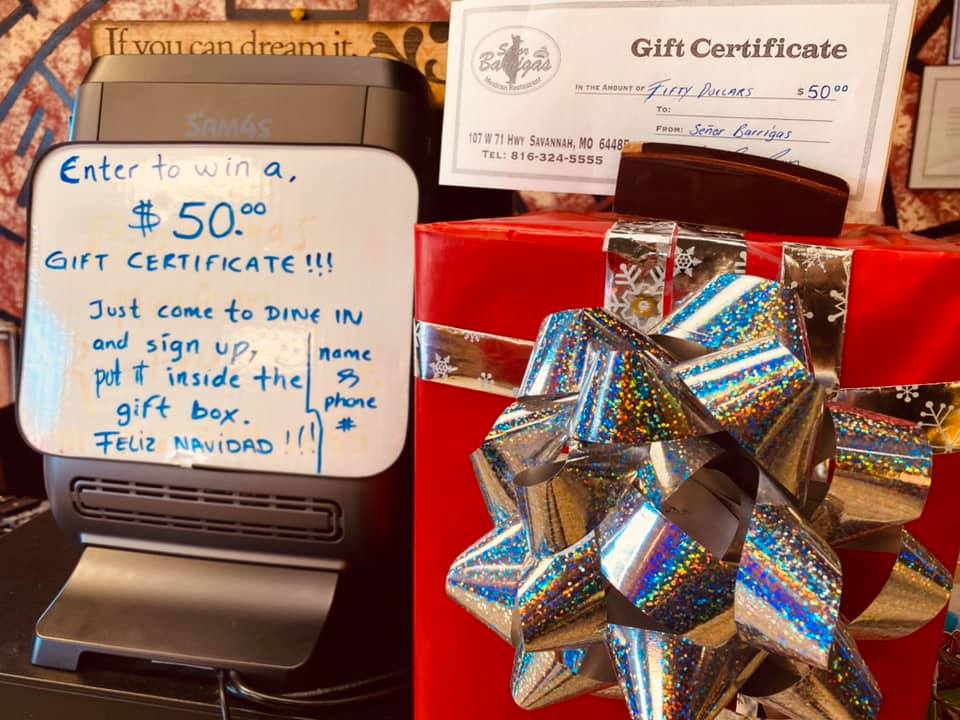 If you can dream it,
SAM4S
Enter to win a,
$ 50.00
GIFT CERTIFICATE !!!
Just come to DINE IN
and sign up,
put it inside the
gift box.
FELIZ NAVIDAD !!!
name
&
phone
#
Señor
Barrigas
Mexican Restaurant
Gift Certificate
IN THE AMOUNT OF FIFTY DOLLARS $ 50 00
TO:
FROM: Señor Barrigas
107 W 71 HWY SAVANNAH, MO 6448
TEL: 816-324-5555